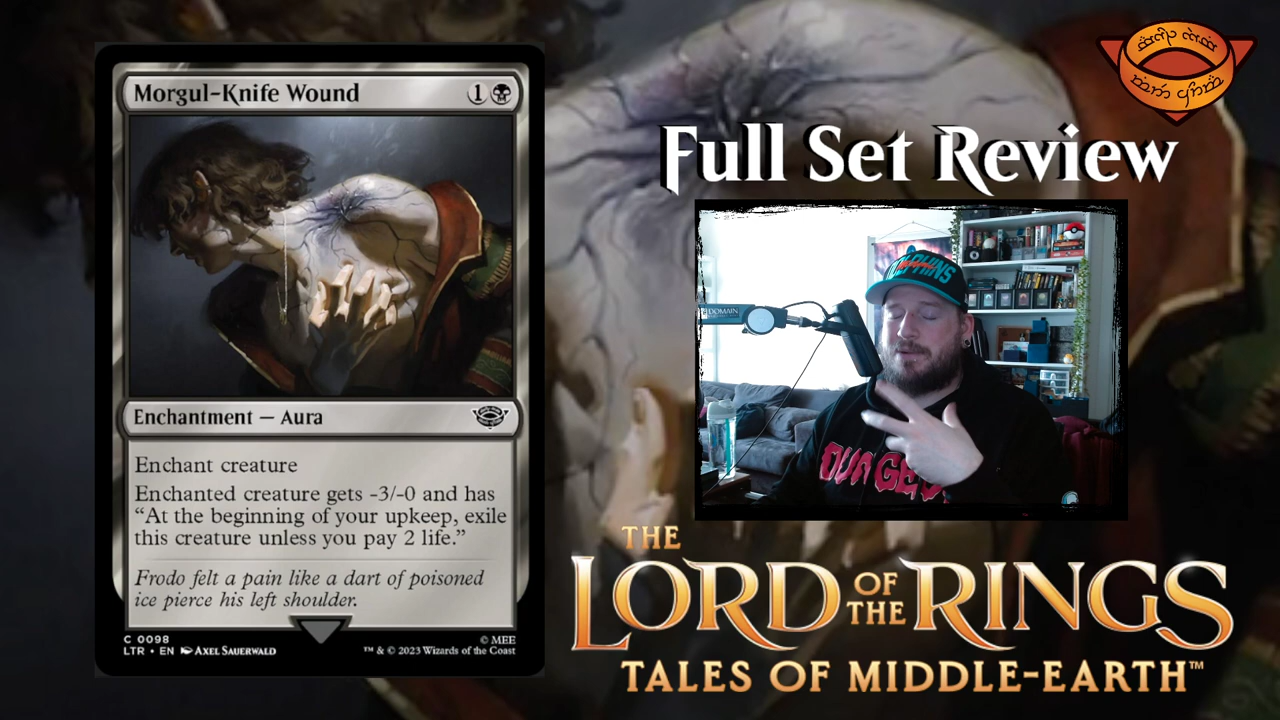 Morgul-Knife Wound 1
Enchantment — Aura
Enchant creature
Enchanted creature gets -3/-0 and has
“At the beginning of your upkeep, exile
this creature unless you pay 2 life.”
Frodo felt a pain like a dart of poisoned
ice pierce his left shoulder.
C 0098
LTR • EN AXEL SAUERWALD
© MEE
™ & © 2023 Wizards of the Coast
Full Set Review
DOLPHINS
DOMAIN
THE
LORD OF THE RINGS
TALES OF MIDDLE-EARTH™